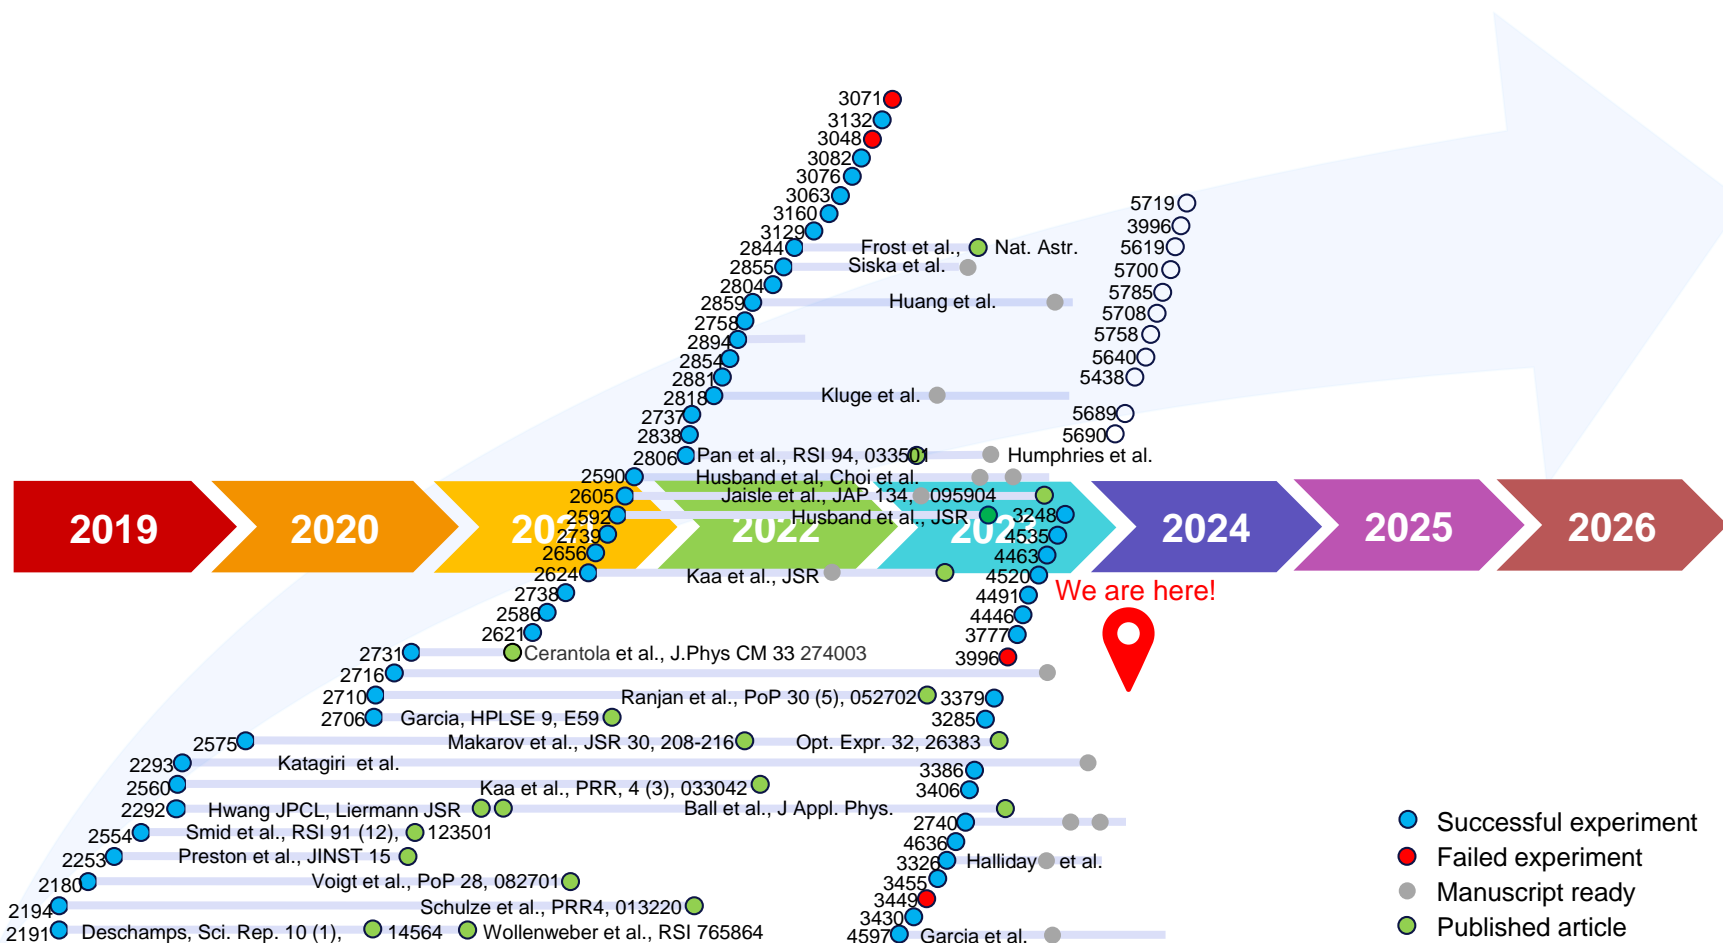 3071
3132
3048
3082
3076
3063
3160
3129
2844 Frost et al., Nat. Astr.
2855 Siska et al.
2804
2859 Huang et al.
2758
2894
2854
2881
2818 Kluge et al.
2737
2838
2806 Pan et al., RSI 94, 033501 Humphries et al.
5719
3996
5619
5700
5785
5708
5758
5640
5438
5689
5690
2590 Husband et al, Choi et al.
2605 Jaisle et al., JAP 134, 095904
2592 Husband et al., JSR 3248
2019 2020 2022 2024 2025 2026
2739 4535
2656 4463
2624 Kaa et al., JSR 4520
2738 4491
We are here!
2586 4446
2621 3777
2731 Cerantola et al., J.Phys CM 33 274003 3996
2716
2710 Ranjan et al., PoP 30 (5), 052702 3379
2706 Garcia, HPLSE 9, E59 3285
2575 Makarov et al., JSR 30, 208-216 Opt. Expr. 32, 26383
2293 Katagiri et al. 3386
2560 Kaa et al., PRR, 4 (3), 033042 3406
2292 Hwang JPCL, Liermann JSR Ball et al., J Appl. Phys.
2740
2554 Smid et al., RSI 91 (12), 123501 4636
2253 Preston et al., JINST 15 3326 Halliday et al.
2180 Voigt et al., PoP 28, 082701 3455
3449
2194 Schulze et al., PRR4, 013220 3430
2191 Deschamps, Sci. Rep. 10 (1), 14564 Wollenweber et al., RSI 765864 4597 Garcia et al.
Successful experiment
Failed experiment
Manuscript ready
Published article